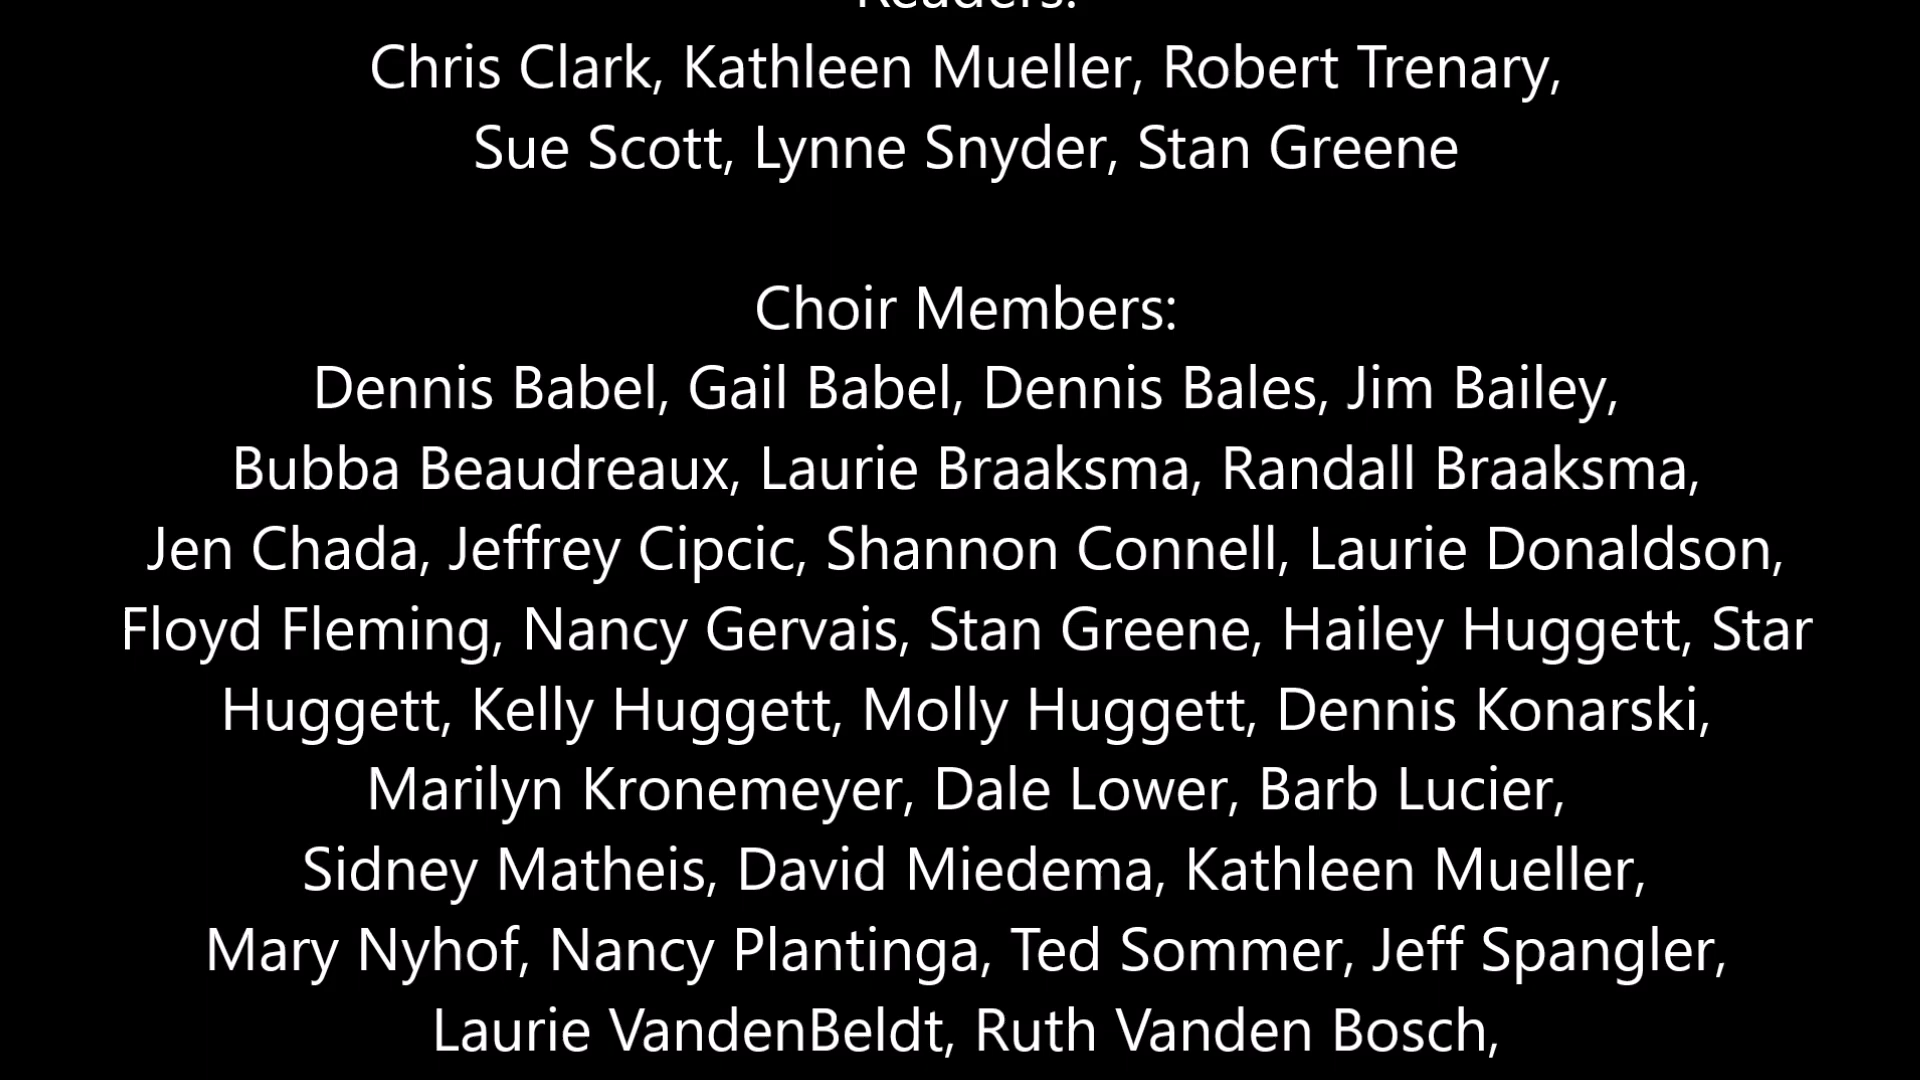 Readers:
Chris Clark, Kathleen Mueller, Robert Trenary,
Sue Scott, Lynne Snyder, Stan Greene
Choir Members:
Dennis Babel, Gail Babel, Dennis Bales, Jim Bailey,
Bubba Beaudreaux, Laurie Braaksma, Randall Braaksma,
Jen Chada, Jeffrey Cipcic, Shannon Connell, Laurie Donaldson,
Floyd Fleming, Nancy Gervais, Stan Greene, Hailey Huggett, Star
Huggett, Kelly Huggett, Molly Huggett, Dennis Konarski,
Marilyn Kronemeyer, Dale Lower, Barb Lucier,
Sidney Matheis, David Miedema, Kathleen Mueller,
Mary Nyhof, Nancy Plantinga, Ted Sommer, Jeff Spangler,
Laurie VandenBeldt, Ruth Vanden Bosch,